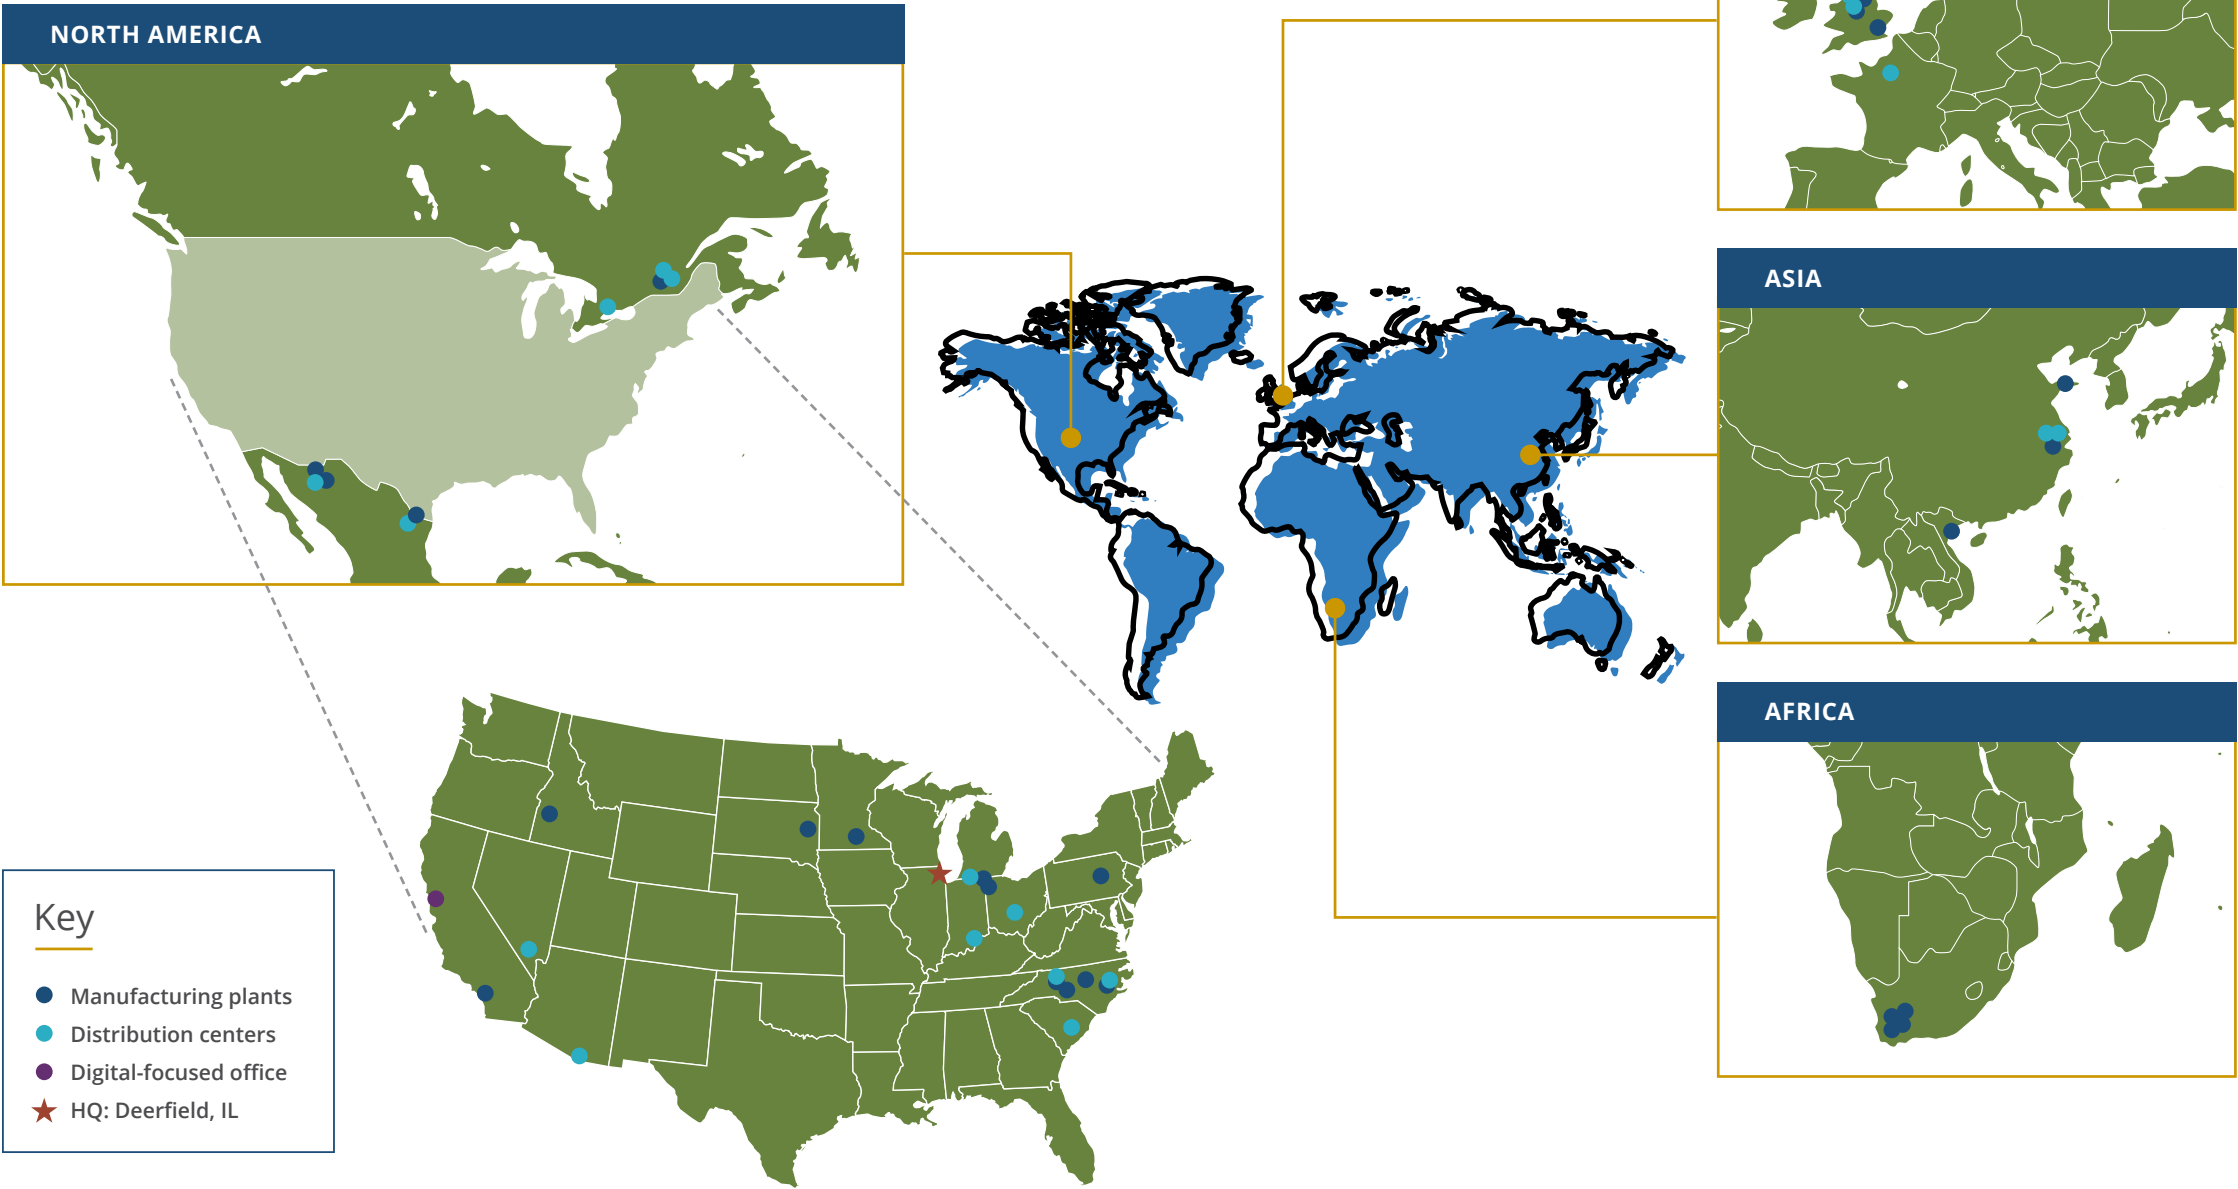 NORTH AMERICA
ASIA
AFRICA
Key
Manufacturing plants
Distribution centers
Digital-focused office
HQ: Deerfield, IL